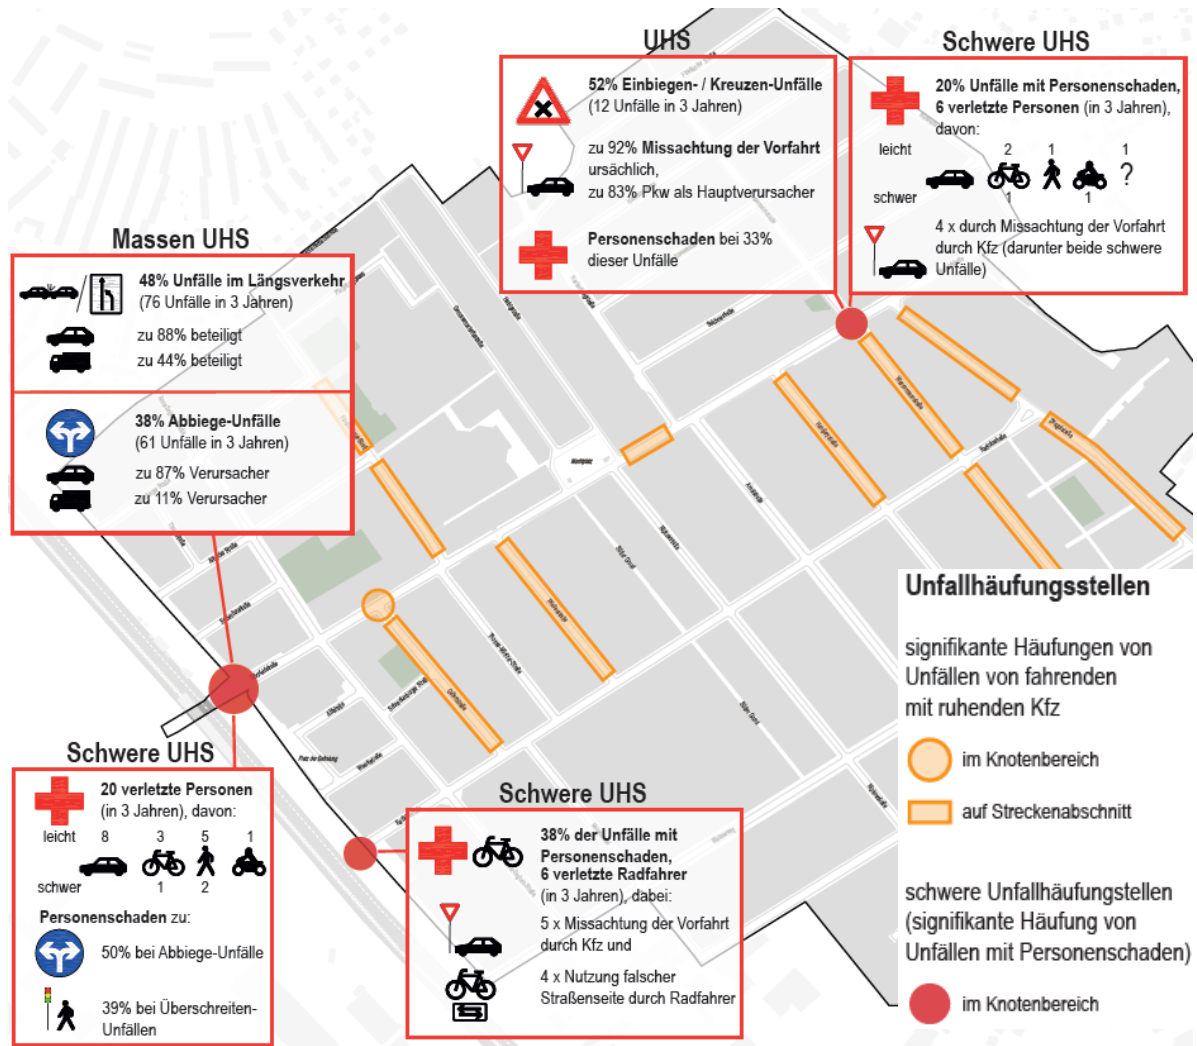 UHS
52% Einbiegen- / Kreuzen-Unfälle
(12 Unfälle in 3 Jahren)
zu 92% Missachtung der Vorfahrt
ursächlich,
zu 83% Pkw als Hauptverursacher
Personenschaden bei 33%
dieser Unfälle
Schwere UHS
20% Unfälle mit Personenschaden,
6 verletzte Personen (in 3 Jahren),
davon:
leicht 2 1 1
?
schwer 1 1
4 x durch Missachtung der Vorfahrt
durch Kfz (darunter beide schwere
Unfälle)
Massen UHS
48% Unfälle im Längsverkehr
(76 Unfälle in 3 Jahren)
zu 88% beteiligt
zu 44% beteiligt
38% Abbiege-Unfälle
(61 Unfälle in 3 Jahren)
zu 87% Verursacher
zu 11% Verursacher
Marktplatz
Schwere UHS
20 verletzte Personen
(in 3 Jahren), davon:
leicht 8 3 5 1
schwer 1 2
Personenschaden zu:
50% bei Abbiege-Unfälle
39% bei Überschreiten-
Unfällen
Schwere UHS
38% der Unfälle mit
Personenschaden,
6 verletzte Radfahrer
(in 3 Jahren), dabei:
5 x Missachtung der Vorfahrt
durch Kfz und
4 x Nutzung falscher
Straßenseite durch Radfahrer
Unfallhäufungsstellen
signifikante Häufungen von
Unfällen von fahrenden
mit ruhenden Kfz
im Knotenbereich
auf Streckenabschnitt
schwere Unfallhäufungstellen
(signifikante Häufung von
Unfällen mit Personenschaden)
im Knotenbereich